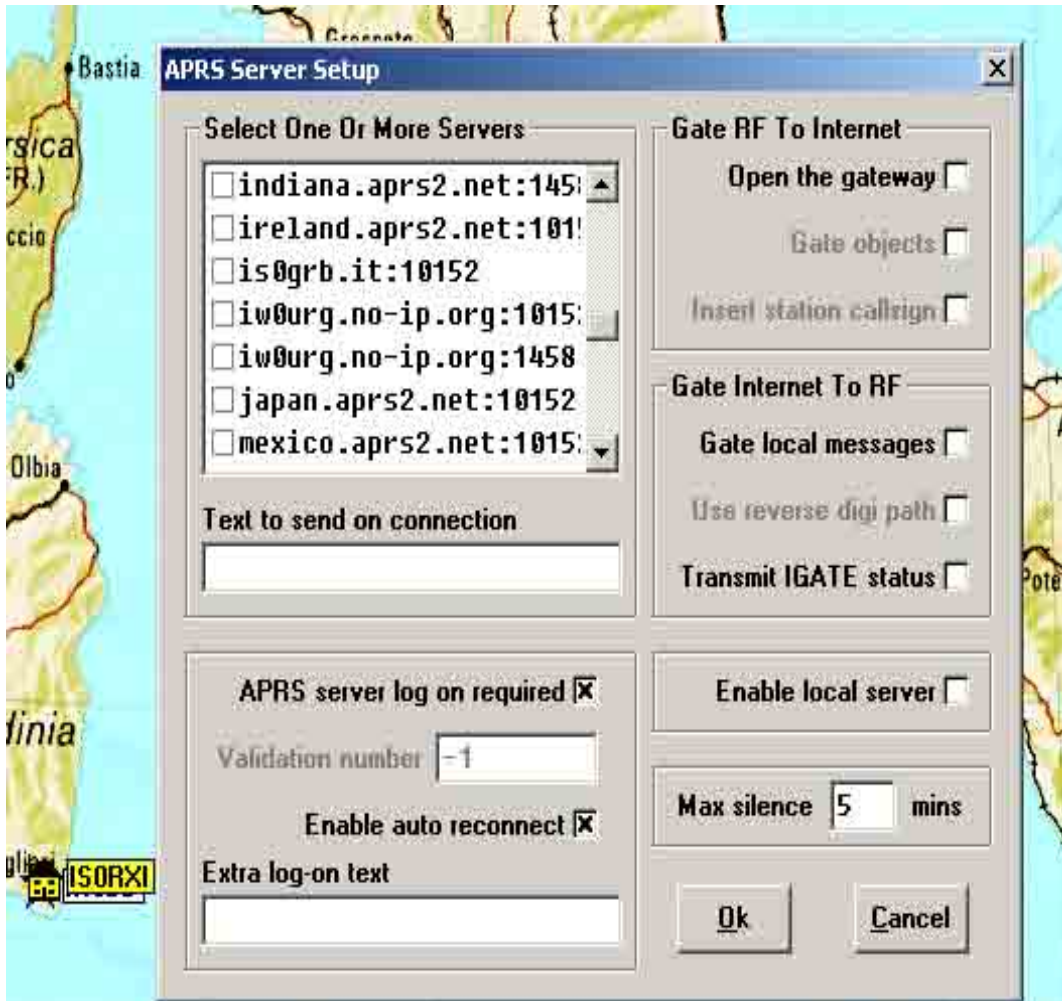 Bastia
APRS Server Setup
Select One Or More Servers
indiana.aprs2.net:145
ireland.aprs2.net:101
is0grb.it:10152
iw0urg.no-ip.org:1015
iw0urg.no-ip.org:1458
japan.aprs2.net:10152
mexico.aprs2.net:1015
Text to send on connection
APRS server log on required
Validation number -1
Enable auto reconnect
Extra log-on text
Gate RF To Internet
Open the gateway
Gate objects
Insert station callsign
Gate Internet To RF
Gate local messages
Use reverse digi path
Transmit IGATE status
Enable local server
Max silence 5 mins
Ok
Cancel
rsica
FR.)
ccio
Olbia
dinia
IS0RXI
Pote